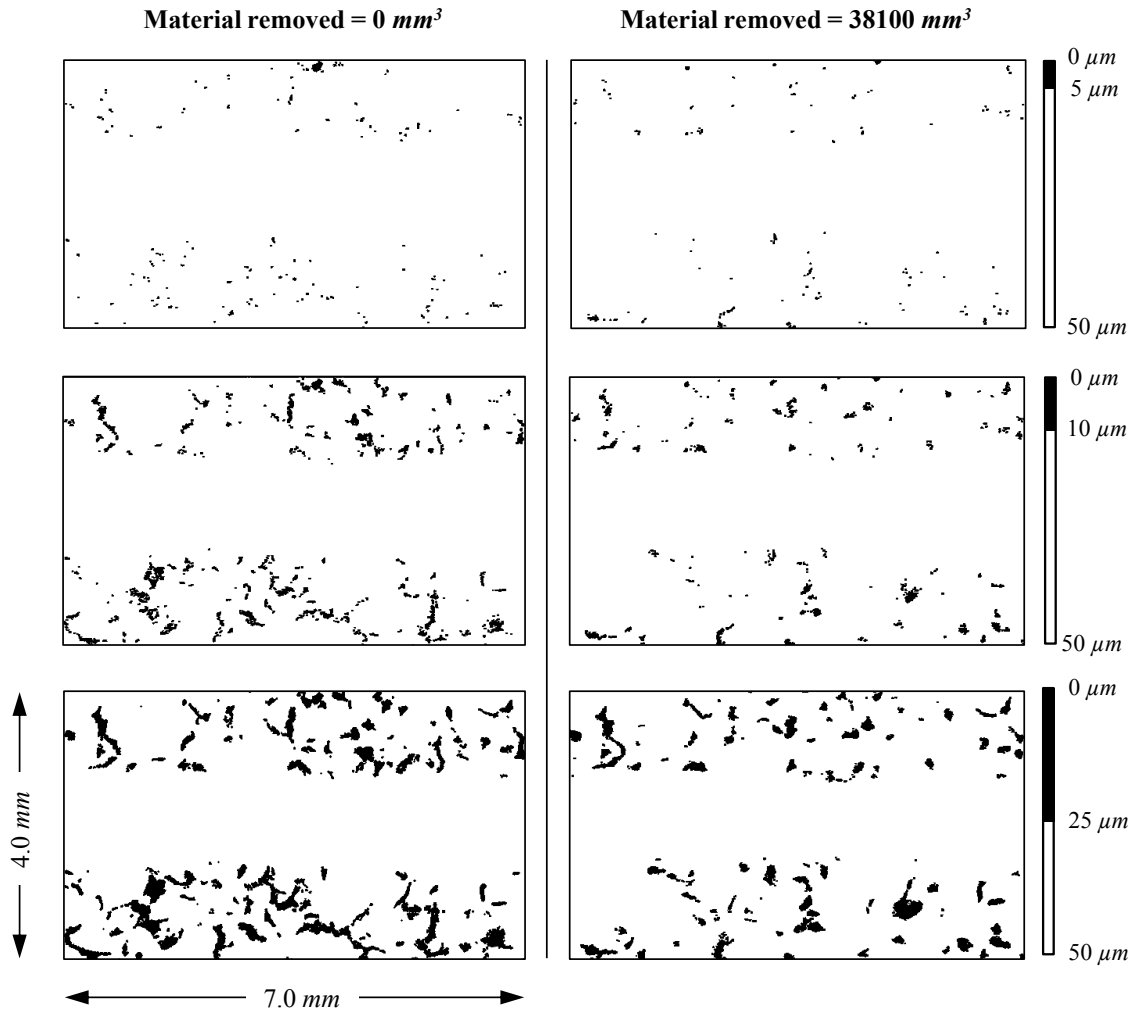 Material removed = 0 mm³
Material removed = 38100 mm³
0 μm
5 μm
50 μm
0 μm
10 μm
50 μm
0 μm
25 μm
50 μm
4.0 mm
7.0 mm